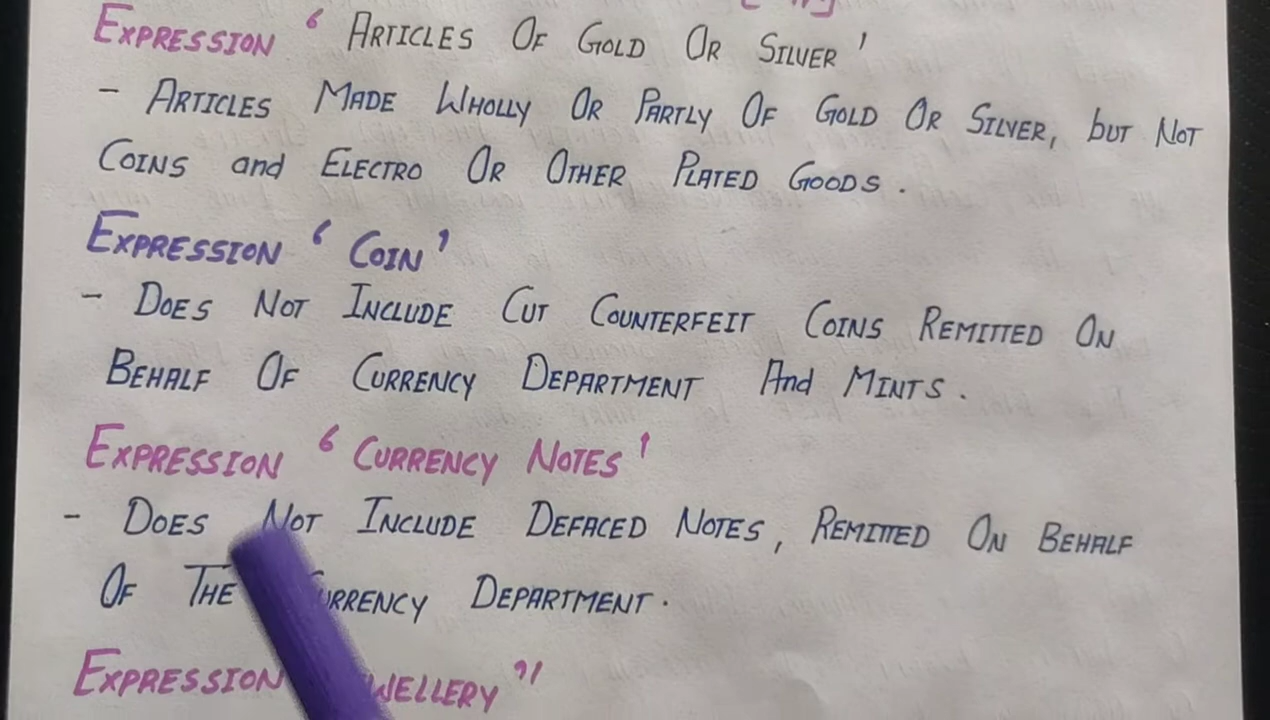 EXPRESSION ' ARTICLES OF GOLD OR SILVER '
- ARTICLES MADE WHOLLY OR PARTLY OF GOLD OR SILVER, but NOT
COINS and ELECTRO OR OTHER PLATED GOODS.
EXPRESSION ' COIN '
- DOES NOT INCLUDE CUT COUNTERFEIT COINS REMITTED ON
BEHALF OF CURRENCY DEPARTMENT And MINTS.
EXPRESSION ' CURRENCY NOTES '
- DOES NOT INCLUDE DEFACED NOTES, REMITTED ON BEHALF
OF THE CURRENCY DEPARTMENT.
EXPRESSION WELLERY "